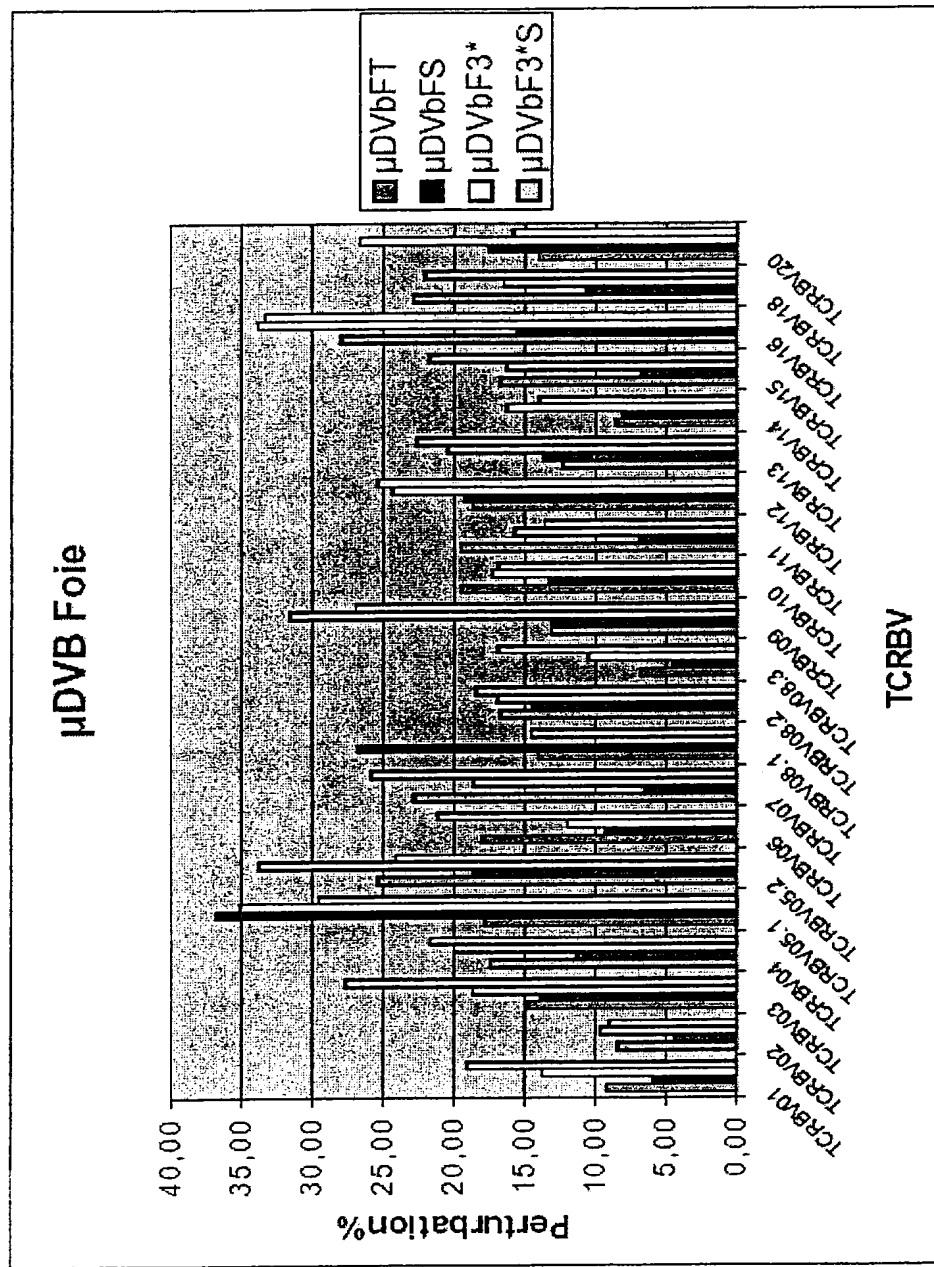 µDVB Foie
Perturbation%
40,00
35,00
30,00
25,00
20,00
15,00
10,00
5,00
0,00
TCRBV01
TCRBV02
TCRBV03
TCRBV04
TCRBV05.1
TCRBV05.2
TCRBV06
TCRBV07
TCRBV08.1
TCRBV08.2
TCRBV08.3
TCRBV09
TCRBV10
TCRBV11
TCRBV12
TCRBV13
TCRBV14
TCRBV15
TCRBV16
TCRBV18
TCRBV20
TCRBV
µDVbFT
µDVbFS
µDVbF3*
µDVbF3*S